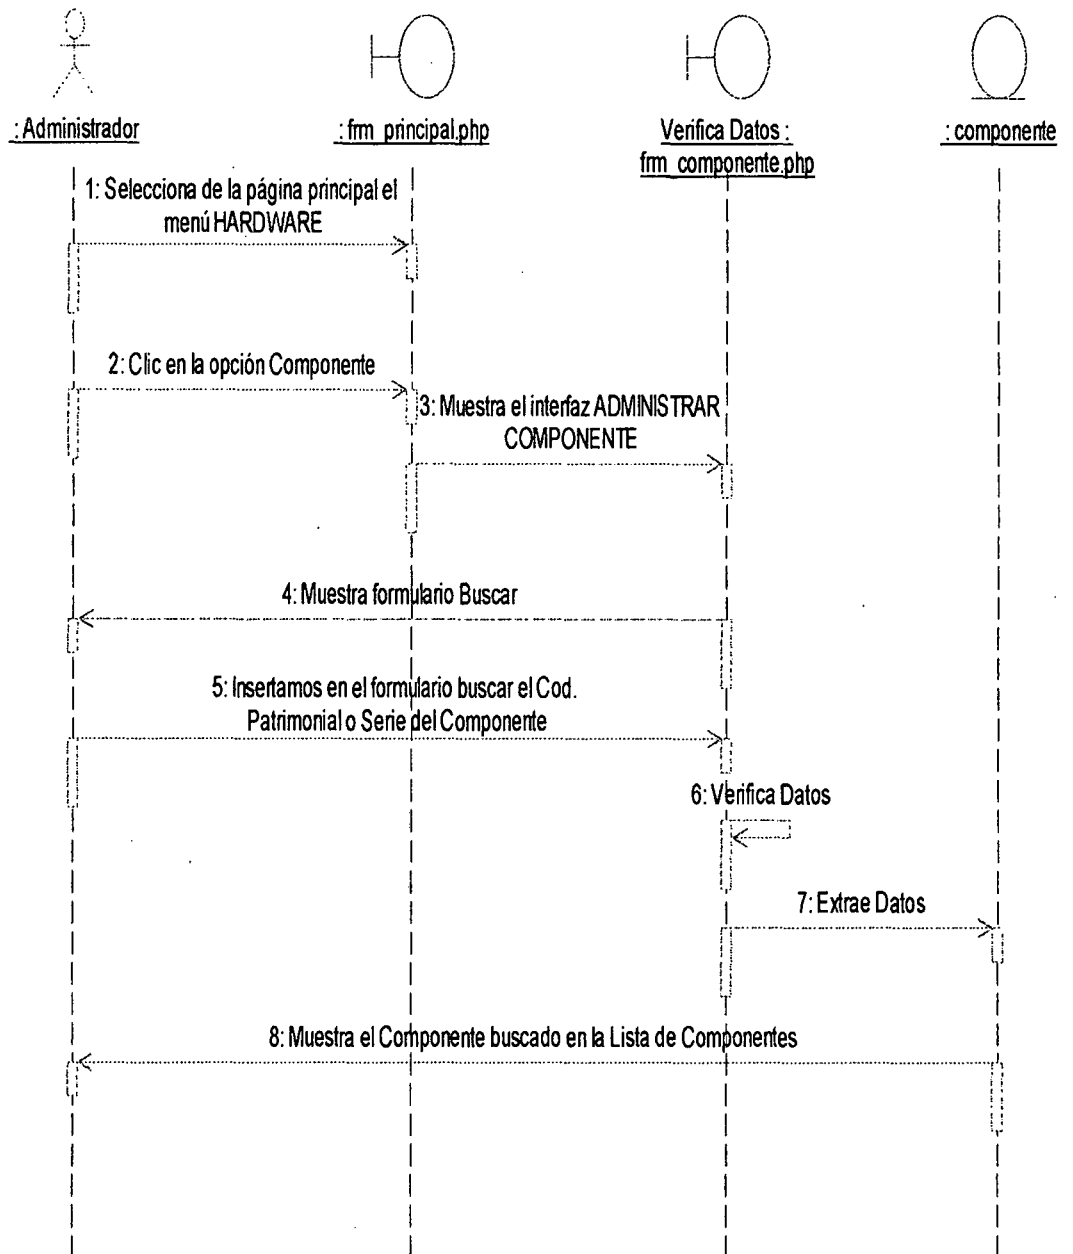 : Administrador
: frm_principal.php
Verifica Datos :
frm_componente.php
: componente
1: Selecciona de la página principal el
menú HARDWARE
2: Clic en la opción Componente
3: Muestra el interfaz ADMINISTRAR
COMPONENTE
4: Muestra formulario Buscar
5: Insertamos en el formulario buscar el Cod.
Patrimonial o Serie del Componente
6: Verifica Datos
7: Extrae Datos
8: Muestra el Componente buscado en la Lista de Componentes